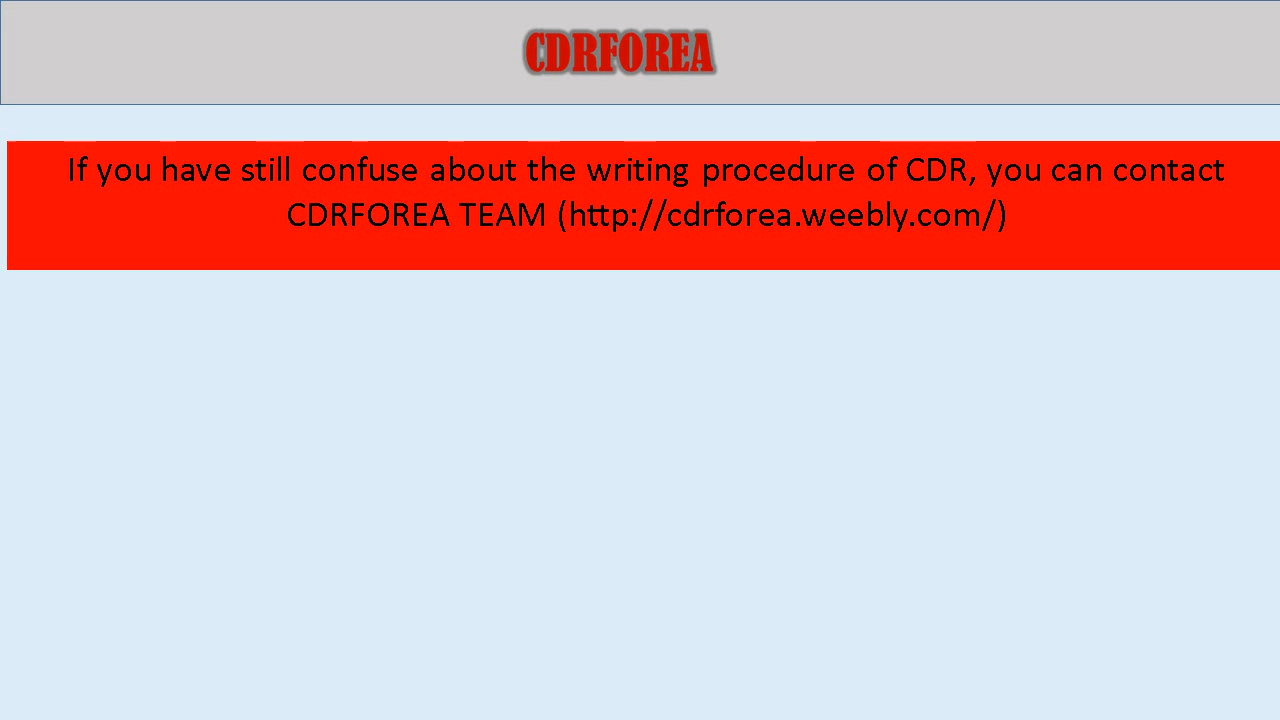 CDRFOREA
If you have still confuse about the writing procedure of CDR, you can contact
CDRFOREA TEAM (http://cdrforea.weebly.com/)